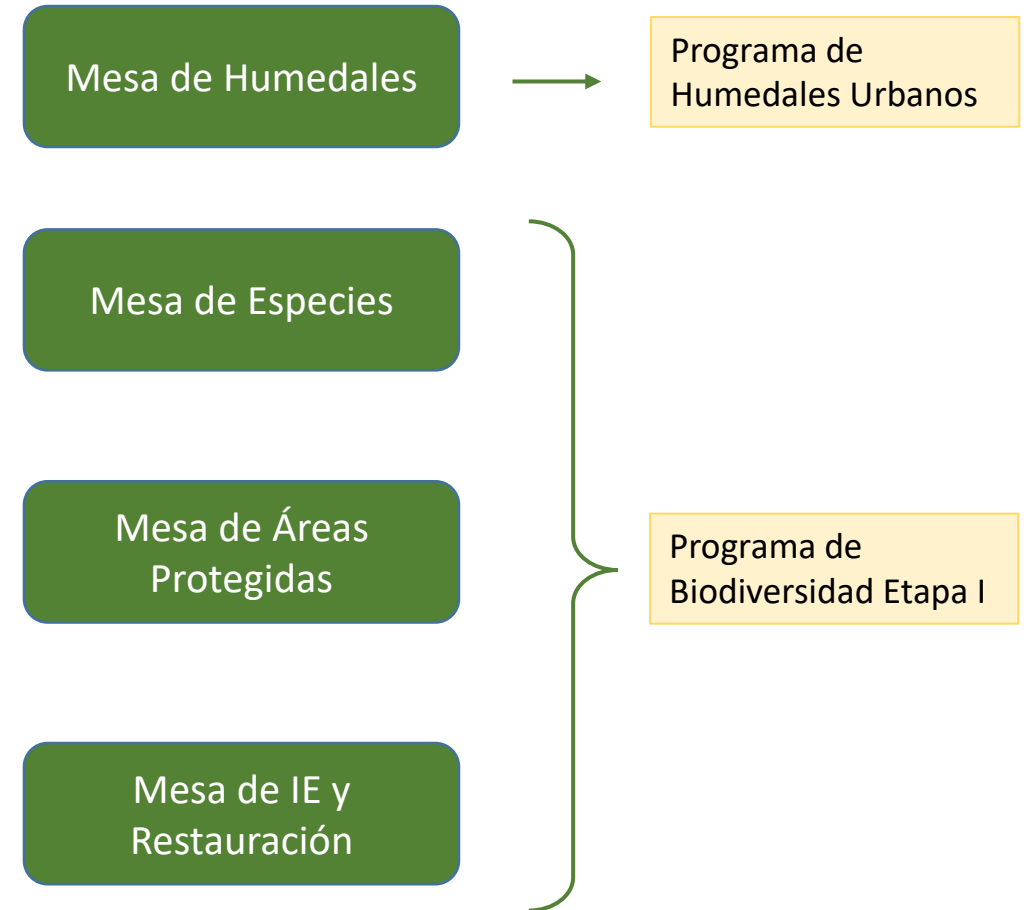 Mesa de Humedales
Programa de
Humedales Urbanos
Mesa de Especies
Mesa de Áreas
Protegidas
Programa de
Biodiversidad Etapa I
Mesa de IE y
Restauración